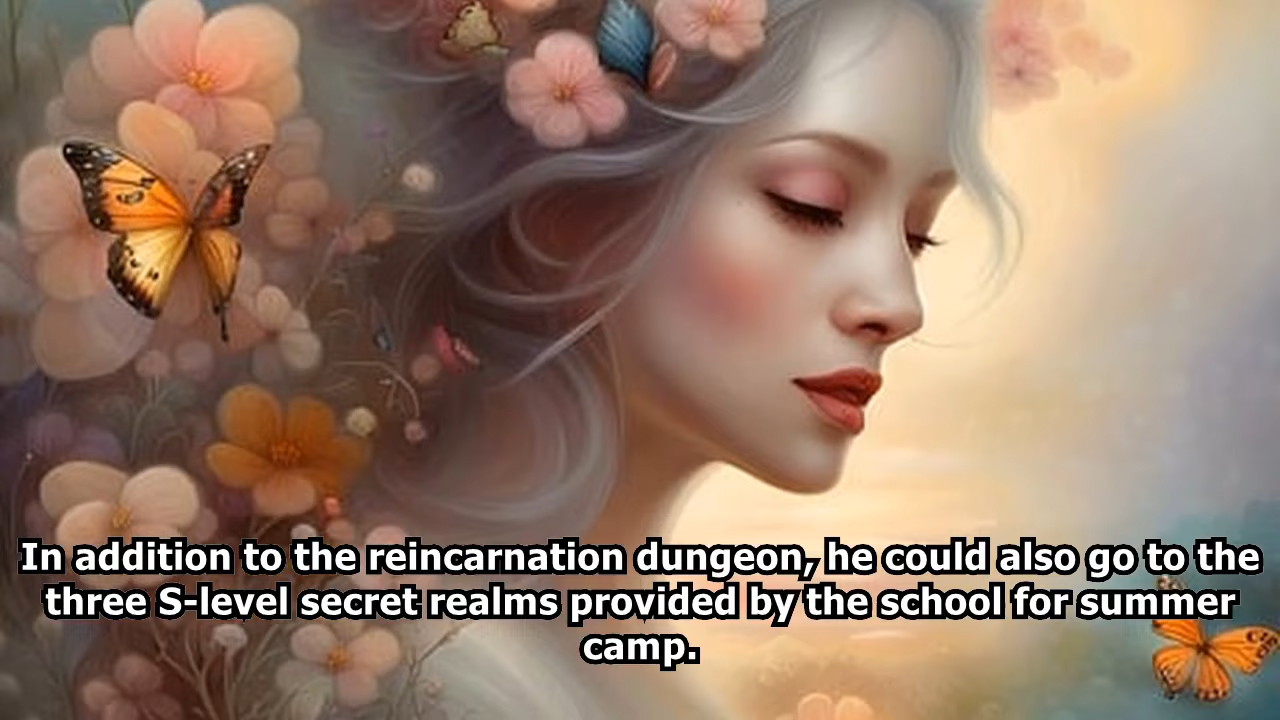 In addition to the reincarnation dungeon, he could also go to the
three S-level secret realms provided by the school for summer
camp.